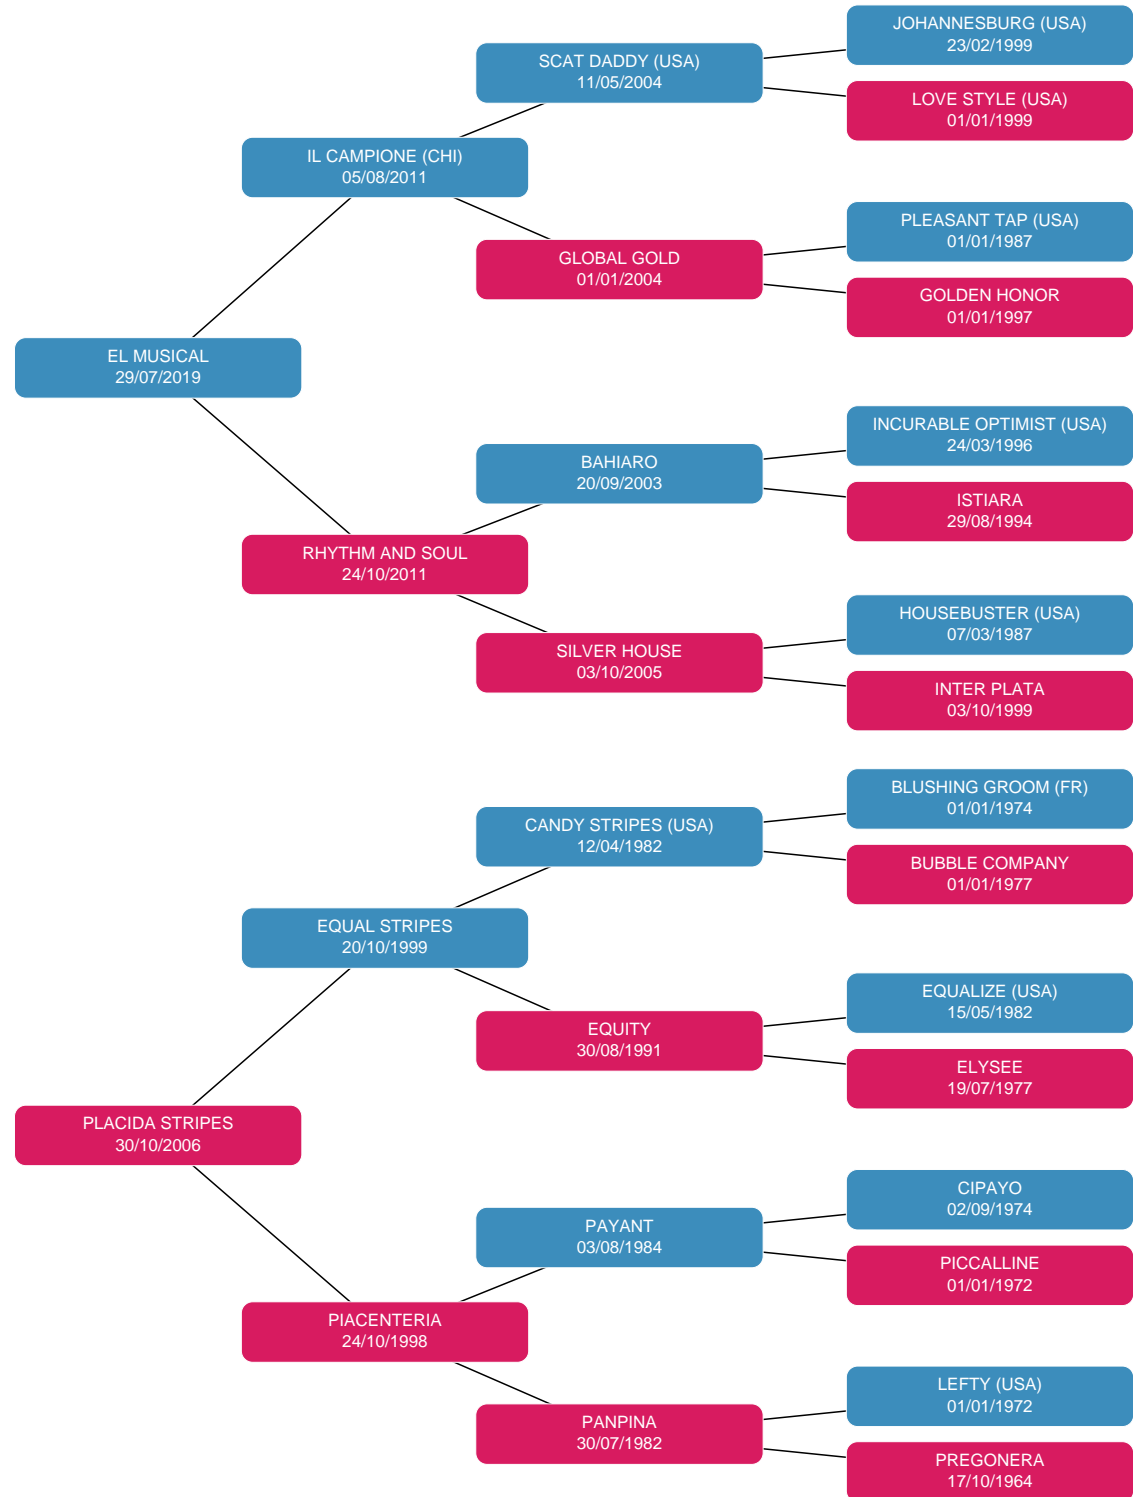 JOHANNESBURG (USA)
23/02/1999
SCAT DADDY (USA)
11/05/2004
LOVE STYLE (USA)
01/01/1999
IL CAMPIONE (CHI)
05/08/2011
PLEASANT TAP (USA)
01/01/1987
GLOBAL GOLD
01/01/2004
GOLDEN HONOR
01/01/1997
EL MUSICAL
29/07/2019
INCURABLE OPTIMIST (USA)
24/03/1996
BAHIARO
20/09/2003
ISTIARA
29/08/1994
RHYTHM AND SOUL
24/10/2011
HOUSEBUSTER (USA)
07/03/1987
SILVER HOUSE
03/10/2005
INTER PLATA
03/10/1999
BLUSHING GROOM (FR)
01/01/1974
CANDY STRIPES (USA)
12/04/1982
BUBBLE COMPANY
01/01/1977
EQUAL STRIPES
20/10/1999
EQUALIZE (USA)
15/05/1982
EQUITY
30/08/1991
ELYSEE
19/07/1977
PLACIDA STRIPES
30/10/2006
CIPAYO
02/09/1974
PAYANT
03/08/1984
PICCALLINE
01/01/1972
PIACENTERIA
24/10/1998
LEFTY (USA)
01/01/1972
PANPINA
30/07/1982
PREGONERA
17/10/1964